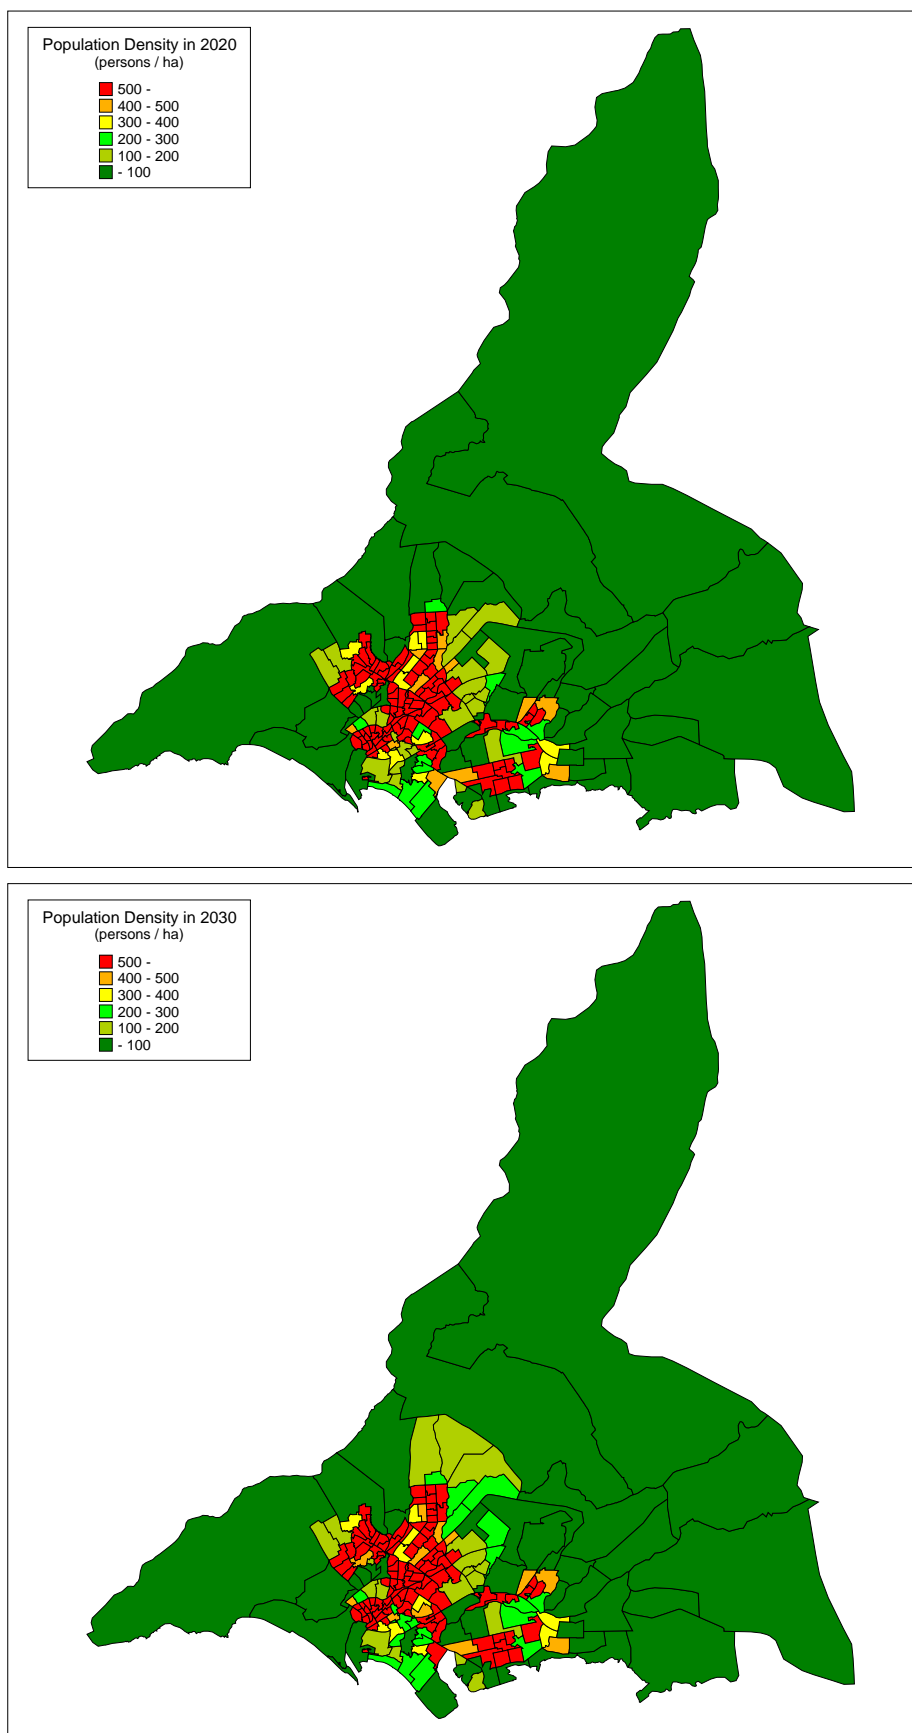 Population Density in 2020
(persons / ha)
500 -
400 - 500
300 - 400
200 - 300
100 - 200
- 100
Population Density in 2030
(persons / ha)
500 -
400 - 500
300 - 400
200 - 300
100 - 200
- 100